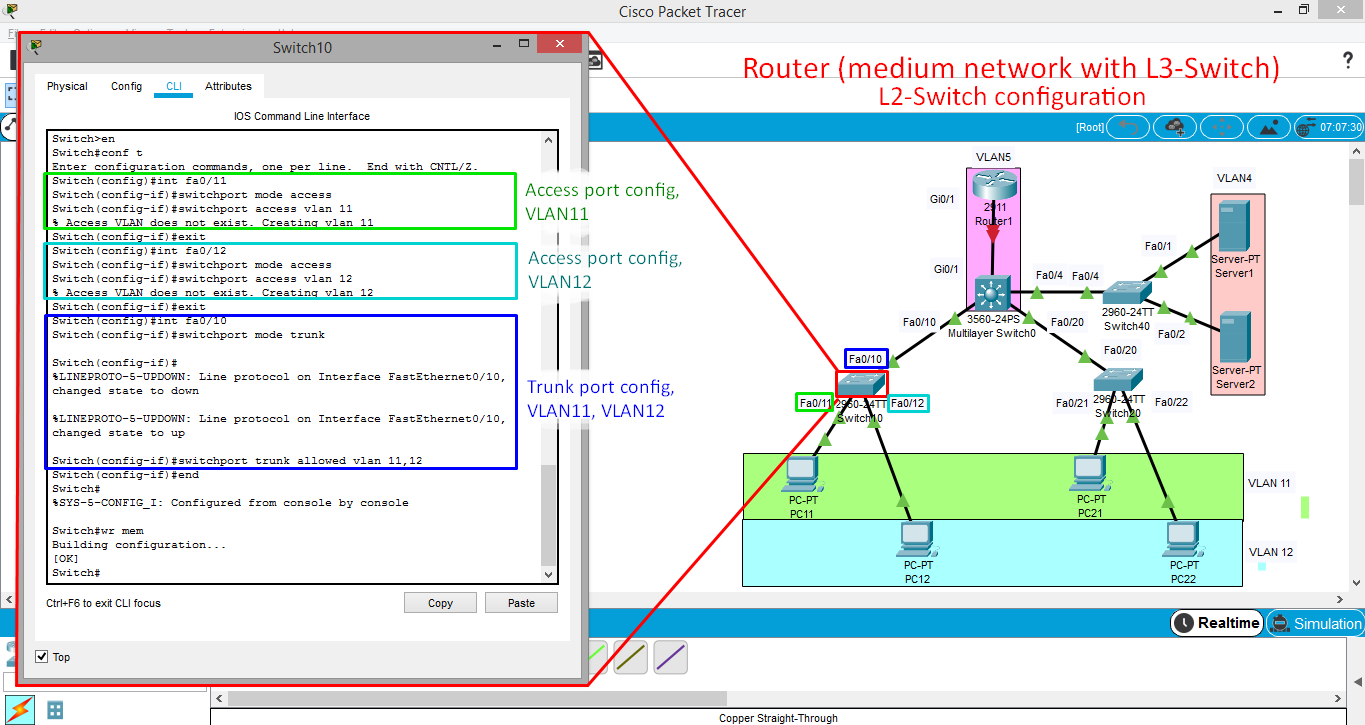 Cisco Packet Tracer
Switch10
Physical Config CLI Attributes
IOS Command Line Interface
Switch>en
Switch#conf t
Enter configuration commands, one per line.  End with CNTL/Z.
Switch(config)#int fa0/11
Switch(config-if)#switchport mode access
Switch(config-if)#switchport access vlan 11
% Access VLAN does not exist. Creating vlan 11
Switch(config-if)#exit
Switch(config)#int fa0/12
Switch(config-if)#switchport mode access
Switch(config-if)#switchport access vlan 12
% Access VLAN does not exist. Creating vlan 12
Switch(config-if)#exit
Switch(config)#int fa0/10
Switch(config-if)#switchport mode trunk
Switch(config-if)#
%LINEPROTO-5-UPDOWN: Line protocol on Interface FastEthernet0/10,
changed state to down
%LINEPROTO-5-UPDOWN: Line protocol on Interface FastEthernet0/10,
changed state to up
Switch(config-if)#switchport trunk allowed vlan 11,12
Switch(config-if)#end
Switch#
%SYS-5-CONFIG_I: Configured from console by console
Switch#wr mem
Building configuration...
[OK]
Switch#
Ctrl+F6 to exit CLI focus
Copy
Paste
Top
Access port config,
VLAN11
Access port config,
VLAN12
Trunk port config,
VLAN11, VLAN12
Router (medium network with L3-Switch)
L2-Switch configuration
?
[Root]
07:07:30
VLAN5
Gi0/1
2911
Router1
Gi0/1
3560-24PS
Multilayer Switch0
VLAN4
Fa0/1
Server-PT
Server1
Fa0/4
Fa0/4
2960-24TT
Switch40
Fa0/2
Server-PT
Server2
Fa0/10
Fa0/20
Fa0/10
Fa0/20
Fa0/11
2960-24TT
Switch10
Fa0/12
Fa0/21
2960-24TT
Switch20
Fa0/22
PC-PT
PC11
PC-PT
PC21
VLAN 11
PC-PT
PC12
PC-PT
PC22
VLAN 12
Realtime
Simulation
Copper Straight-Through